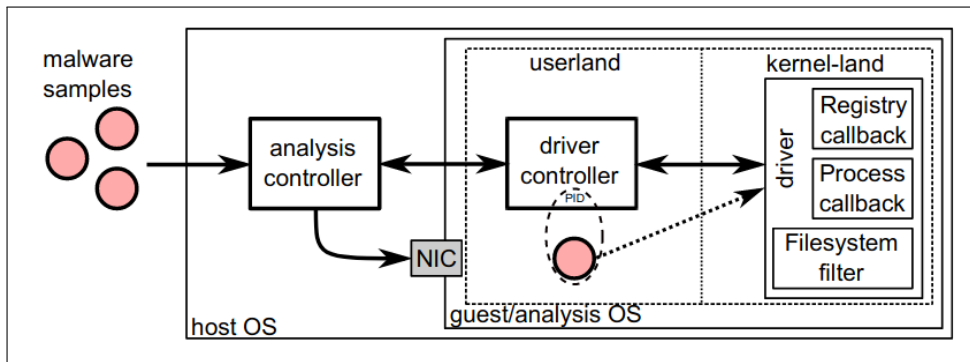 malware
samples
analysis
controller
NIC
host OS
userland
driver
controller
PID
guest/analysis OS
kernel-land
driver
Registry
callback
Process
callback
Filesystem
filter